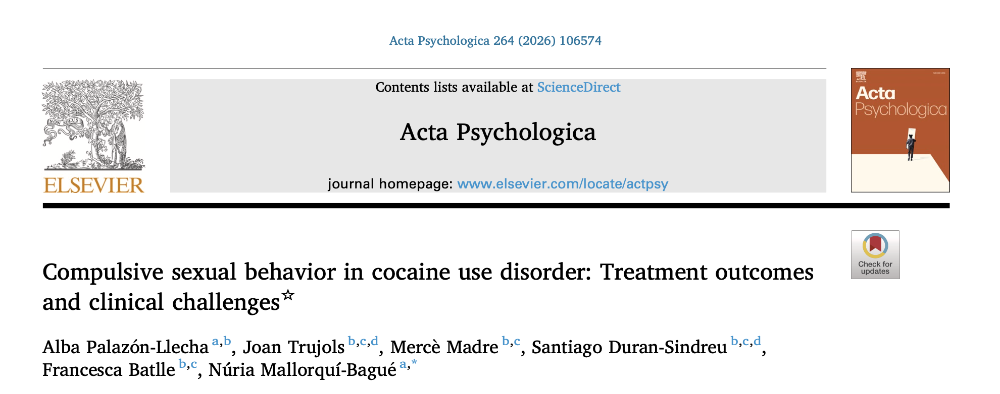 Acta Psychologica 264 (2026) 106574
Contents lists available at ScienceDirect
Acta Psychologica
journal homepage: www.elsevier.com/locate/actpsy
NON SOLUS
ELSEVIER
Acta
Psychologica
Check for
updates
Compulsive sexual behavior in cocaine use disorder: Treatment outcomes
and clinical challenges☆
Alba Palazón-Llecha a,b, Joan Trujols b,c,d, Mercè Madre b,c, Santiago Duran-Sindreu b,c,d,
Francesca Batlle b,c, Núria Mallorquí-Bagué a,*